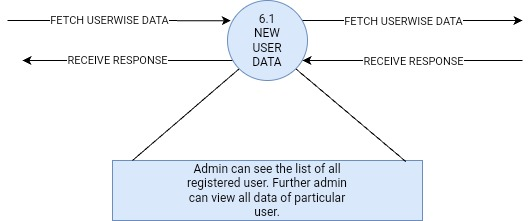 FETCH USERWISE DATA
6.1
NEW
USER
DATA
FETCH USERWISE DATA
RECEIVE RESPONSE
RECEIVE RESPONSE
Admin can see the list of all
registered user. Further admin
can view all data of particular
user.